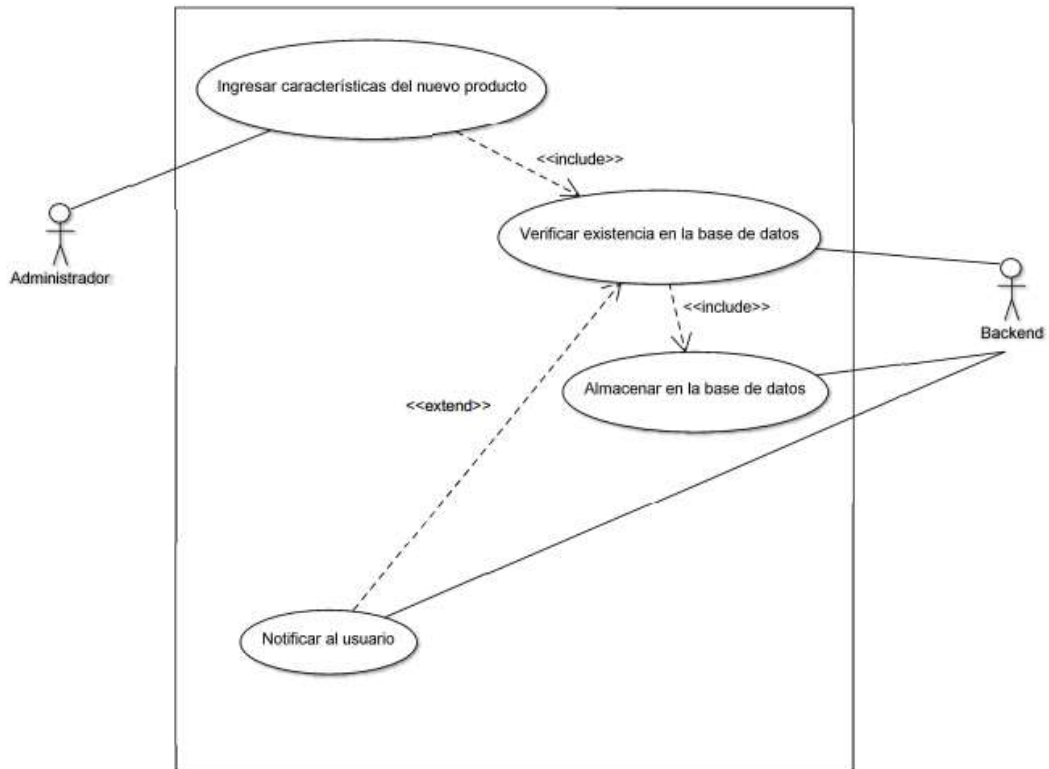 Ingresar características del nuevo producto
<<include>>
Verificar existencia en la base de datos
Administrador
<<include>>
Backend
Almacenar en la base de datos
<<extend>>
Notificar al usuario